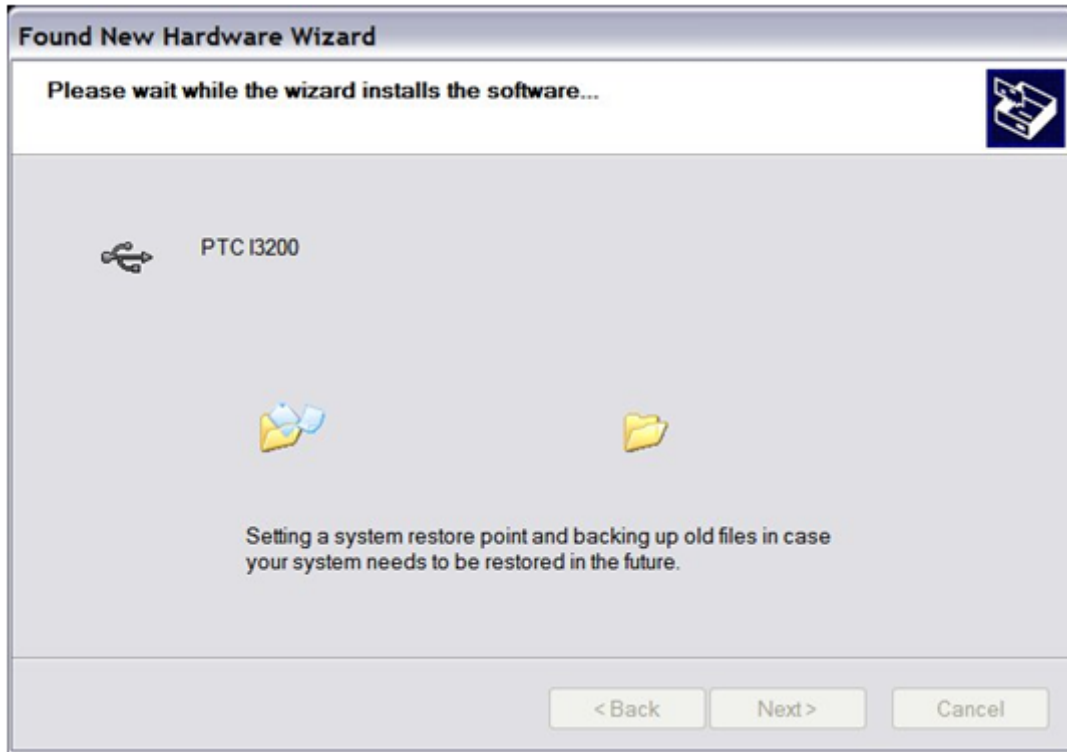 Found New Hardware Wizard
Please wait while the wizard installs the software...
PTC I3200
Setting a system restore point and backing up old files in case
your system needs to be restored in the future.
< Back
Next >
Cancel